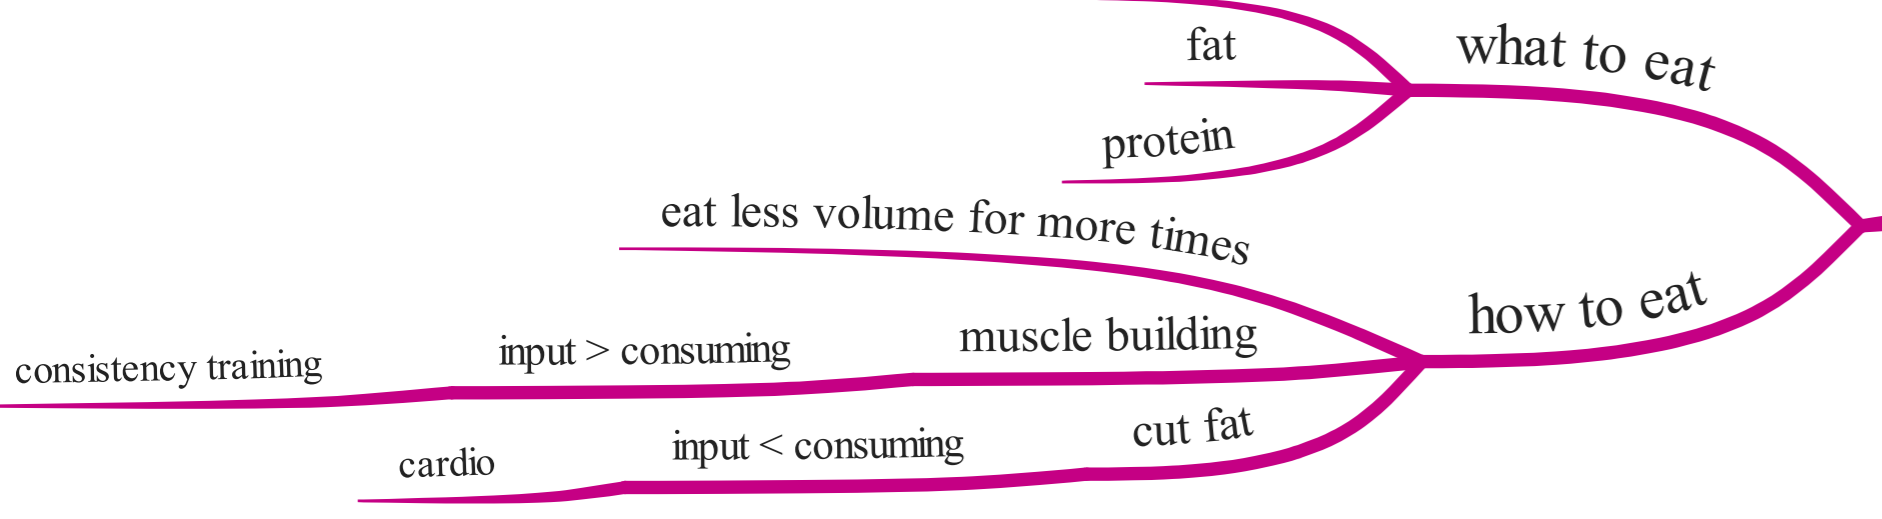 what to eat
fat
protein
how to eat
eat less volume for more times
muscle building
input > consuming
consistency training
cut fat
input < consuming
cardio